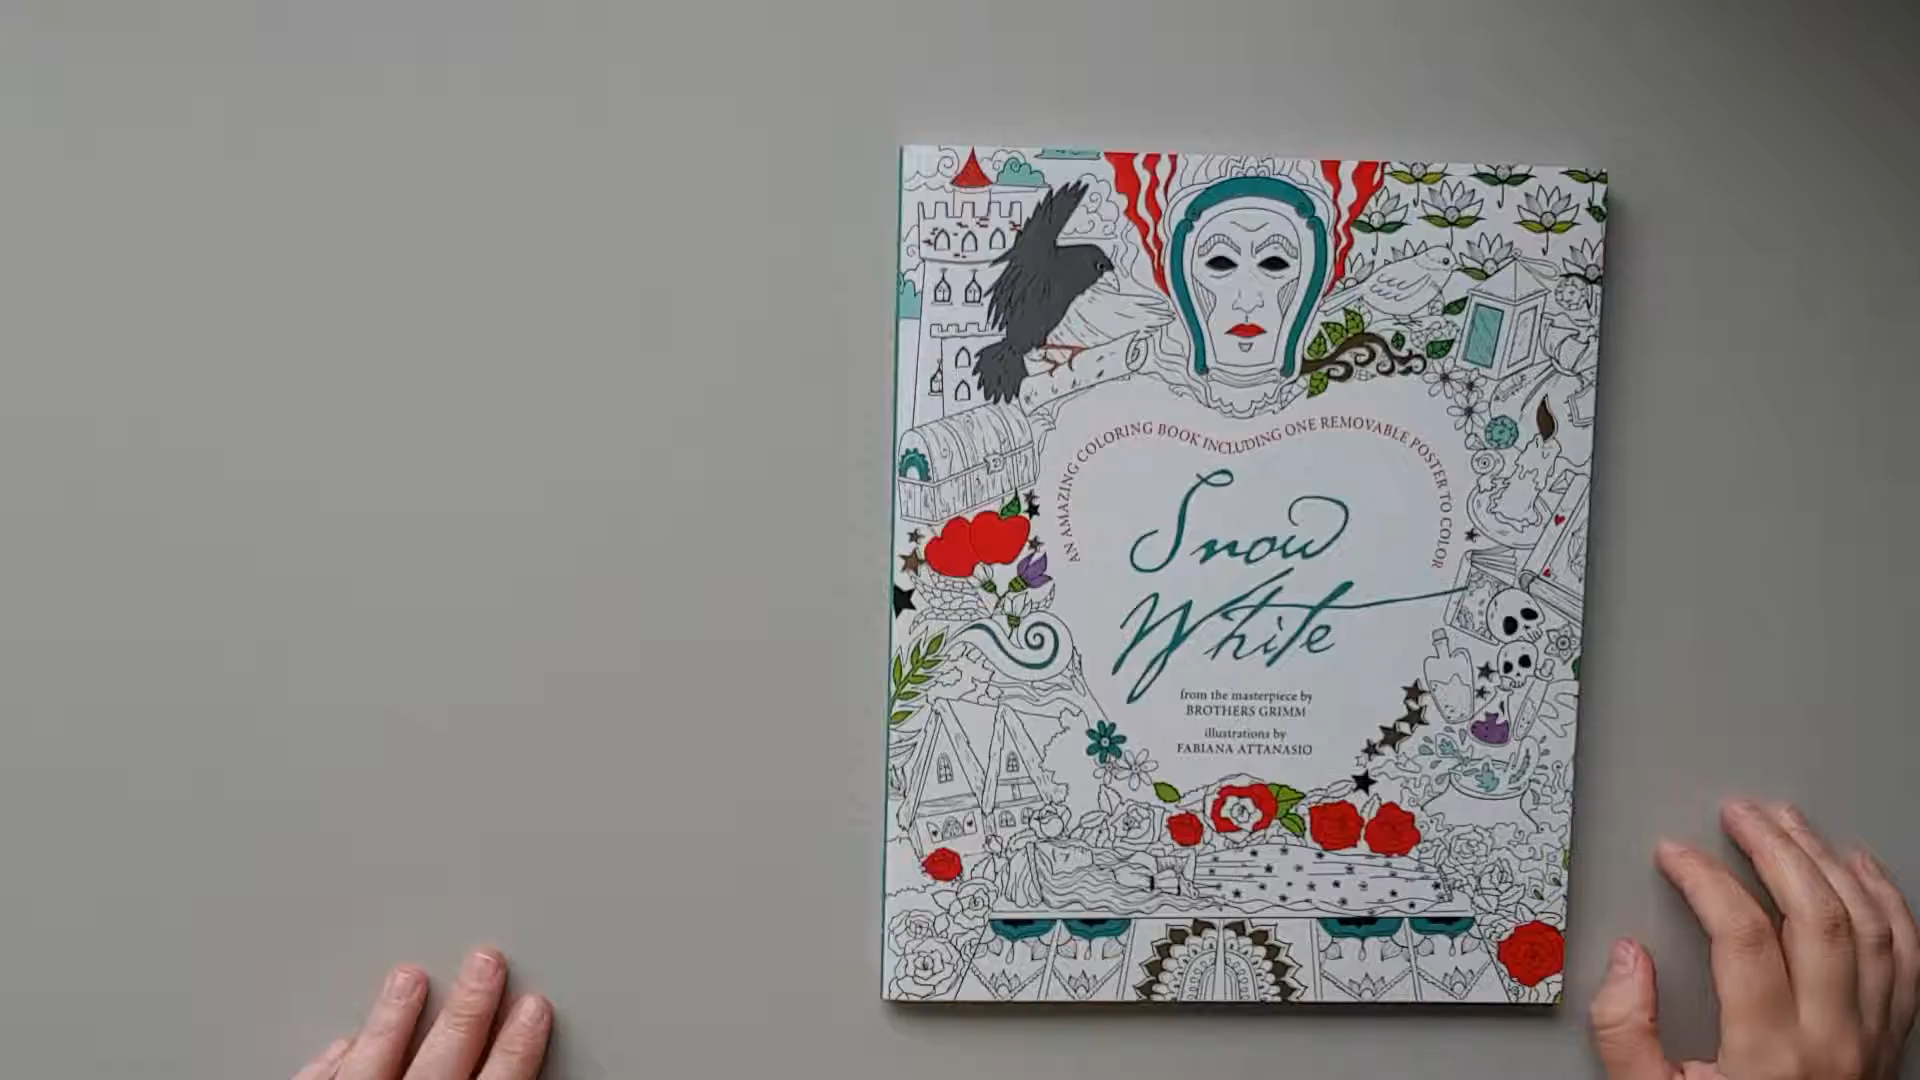 AN AMAZING COLORING BOOK INCLUDING ONE REMOVABLE POSTER TO COLOR
Snow
White
from the masterpiece by
BROTHERS GRIMM
illustrations by
FABIANA ATTANASIO